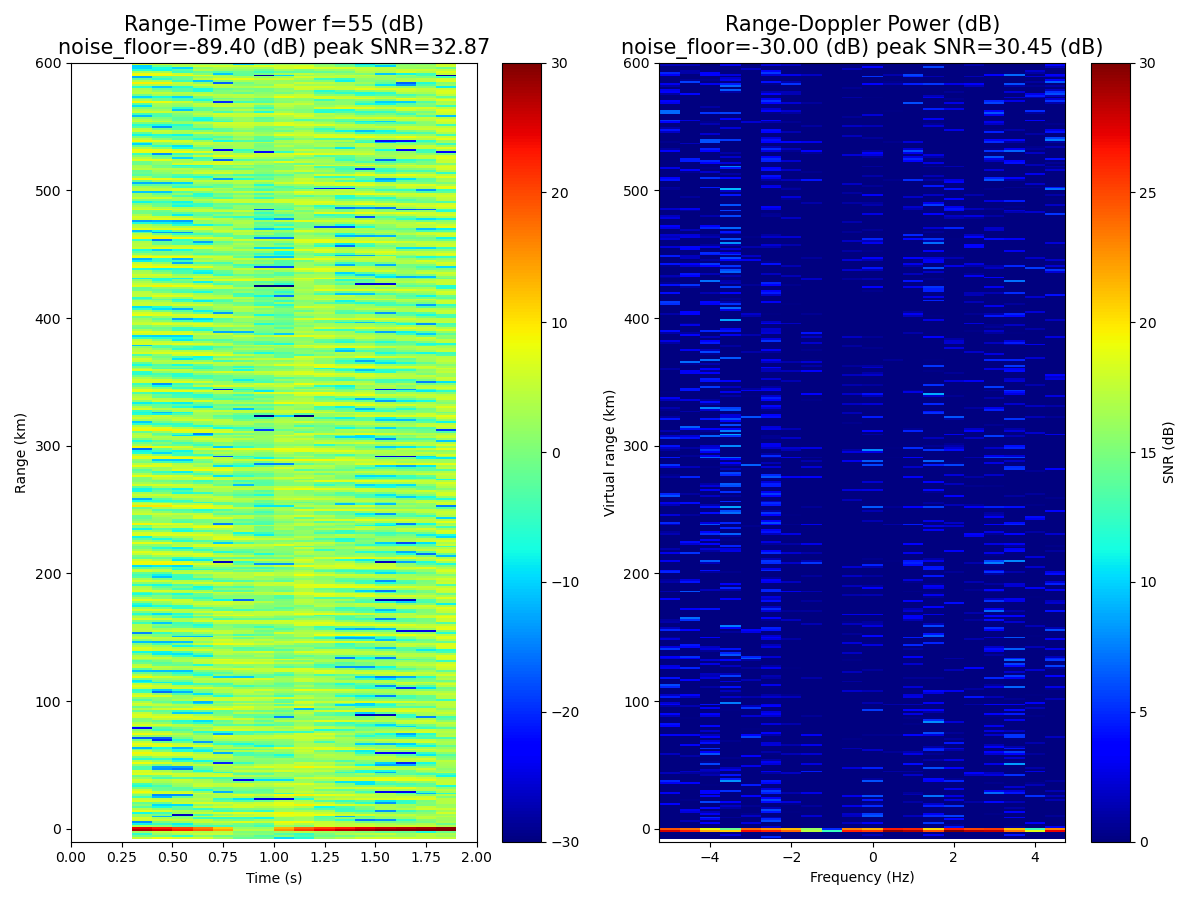 Range-Time Power f=55 (dB)
noise_floor=-89.40 (dB) peak SNR=32.87
600
500
400
300
200
100
0
Range (km)
0.00 0.25 0.50 0.75 1.00 1.25 1.50 1.75 2.00
Time (s)
30
20
10
0
−10
−20
−30
Range-Doppler Power (dB)
noise_floor=-30.00 (dB) peak SNR=30.45 (dB)
600
500
400
300
200
100
0
Virtual range (km)
−4 −2 0 2 4
Frequency (Hz)
30
25
20
15
10
5
0
SNR (dB)